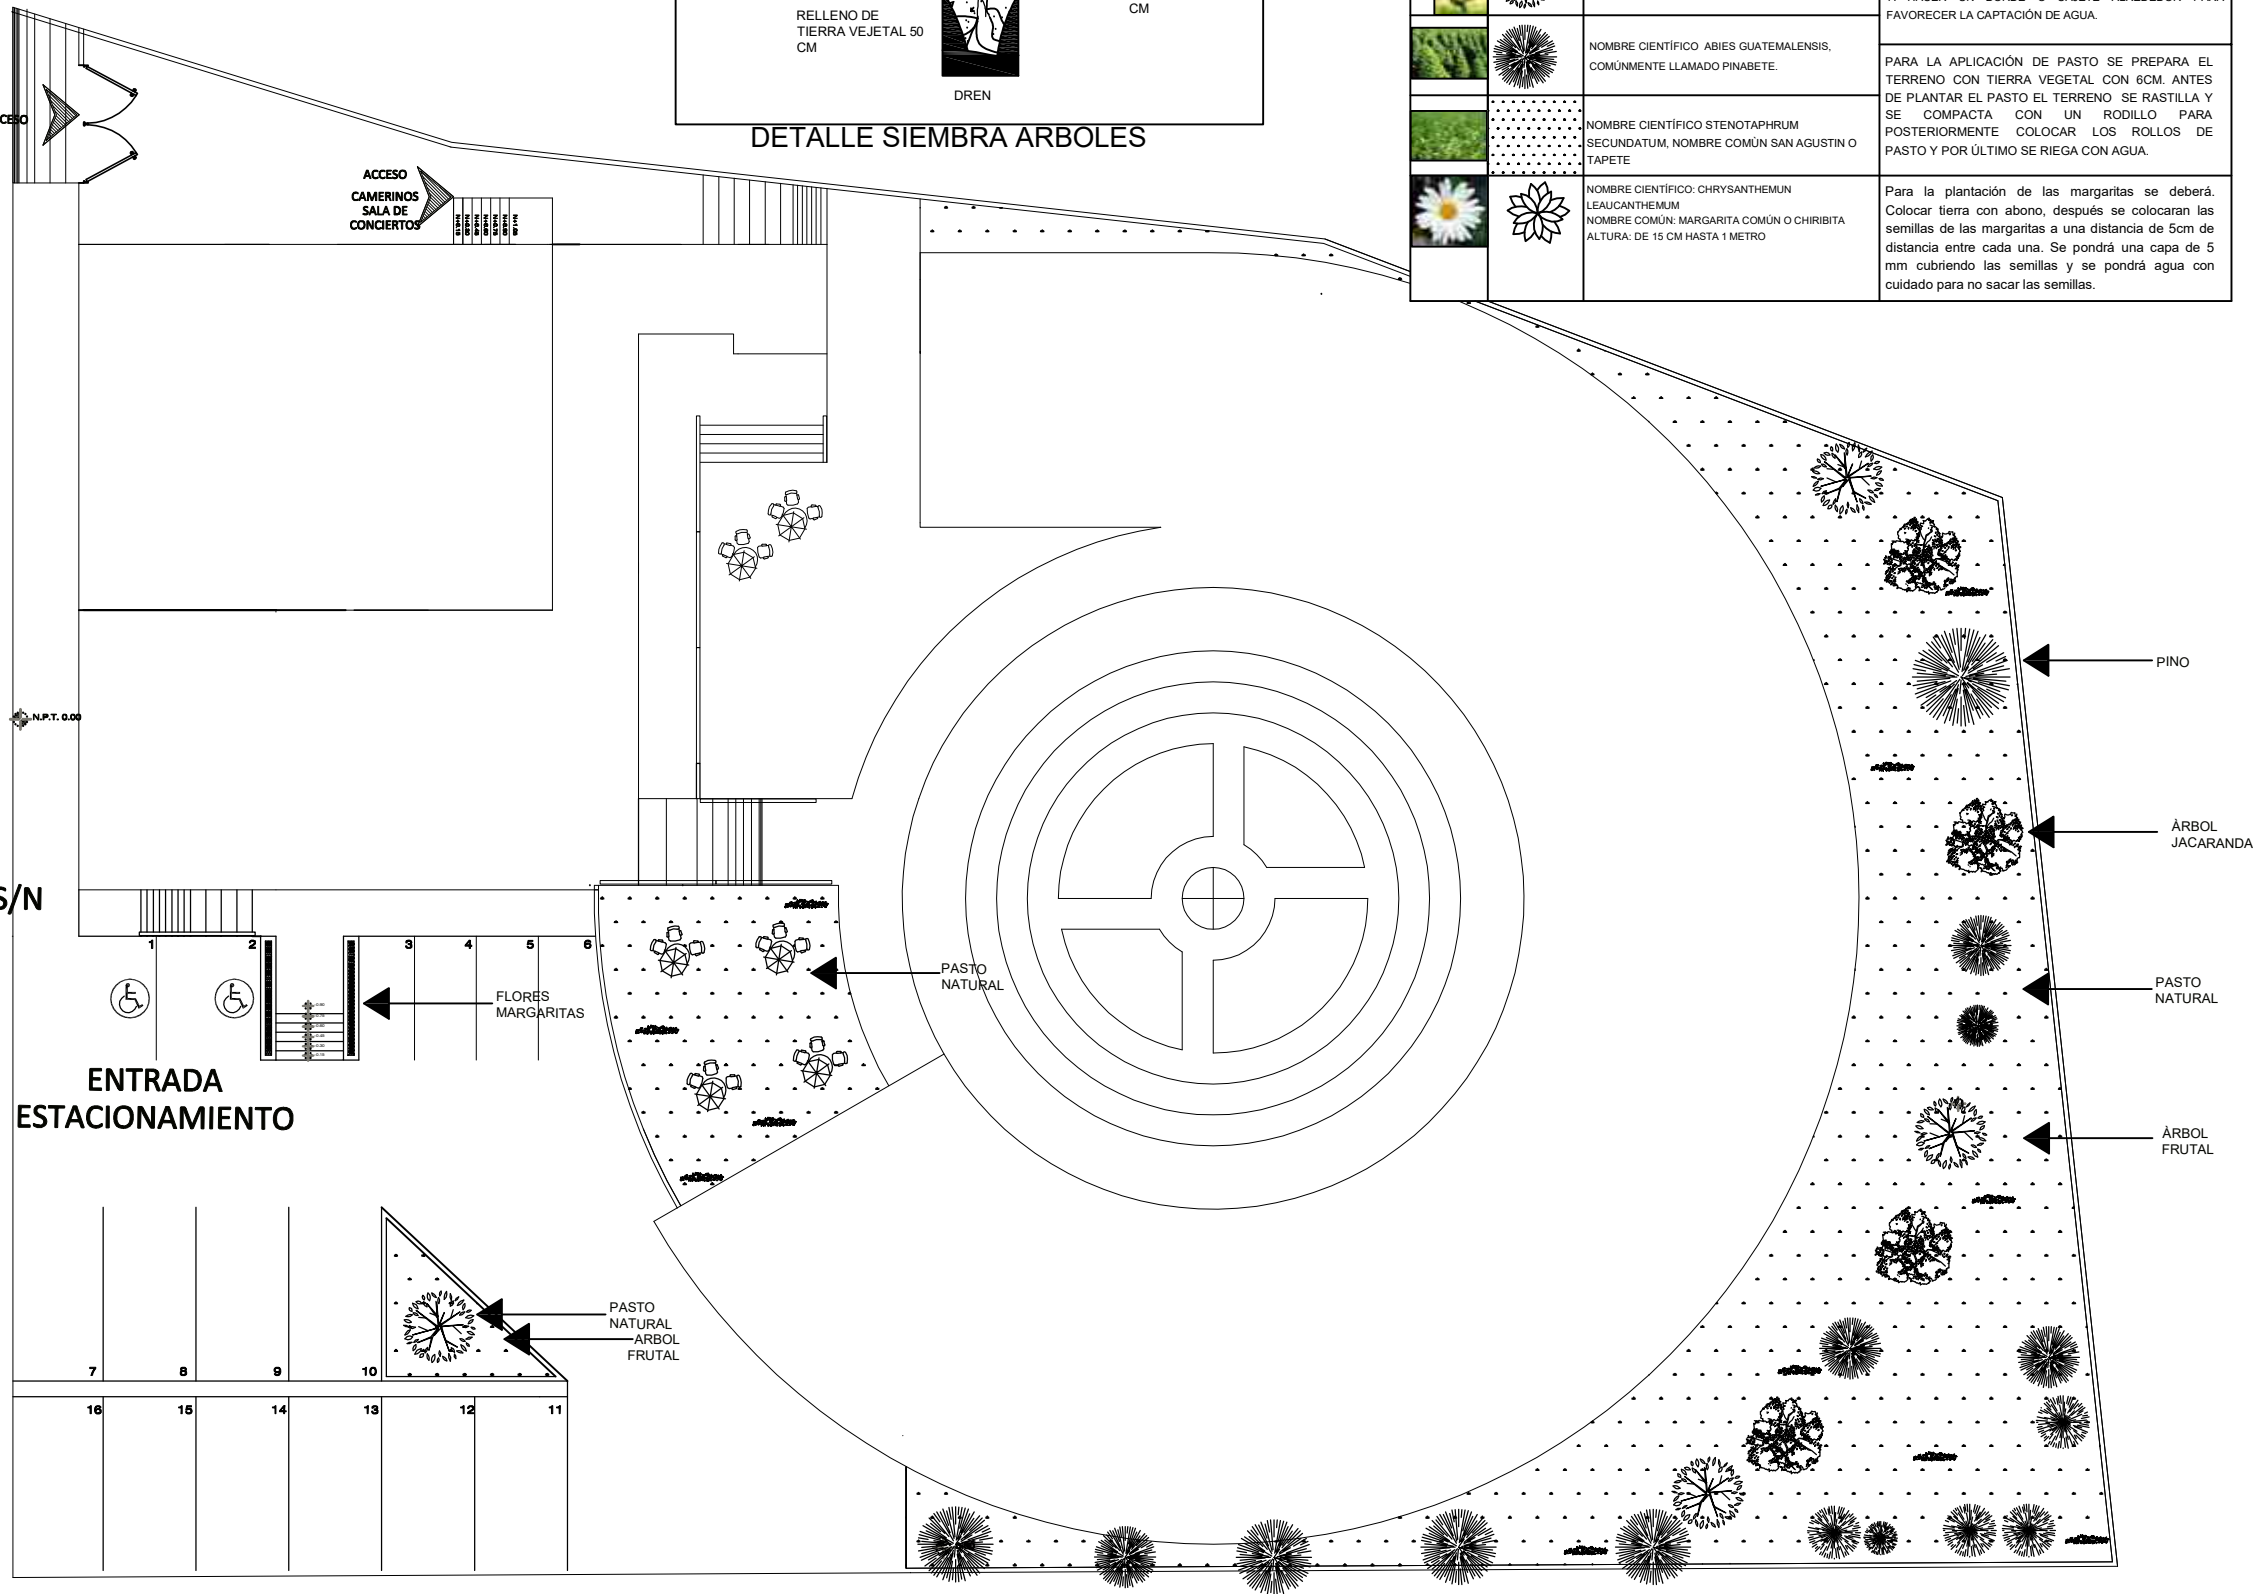 RELLENO DE
TIERRA VEJETAL 50
CM
CM
DREN
DETALLE SIEMBRA ARBOLES
FAVORECER LA CAPTACIÓN DE AGUA.
NOMBRE CIENTÍFICO ABIES GUATEMALENSIS,
COMÚNMENTE LLAMADO PINABETE.
PARA LA APLICACIÓN DE PASTO SE PREPARA EL
TERRENO CON TIERRA VEGETAL CON 6CM. ANTES
DE PLANTAR EL PASTO EL TERRENO SE RASTILLA Y
SE COMPACTA CON UN RODILLO PARA
POSTERIORMENTE COLOCAR LOS ROLLOS DE
PASTO Y POR ÚLTIMO SE RIEGA CON AGUA.
NOMBRE CIENTÍFICO STENOTAPHRUM
SECUNDATUM, NOMBRE COMÙN SAN AGUSTIN O
TAPETE
NOMBRE CIENTÍFICO: CHRYSANTHEMUN
LEAUCANTHEMUM
NOMBRE COMÚN: MARGARITA COMÚN O CHIRIBITA
ALTURA: DE 15 CM HASTA 1 METRO
Para la plantación de las margaritas se deberá.
Colocar tierra con abono, después se colocaran las
semillas de las margaritas a una distancia de 5cm de
distancia entre cada una. Se pondrá una capa de 5
mm cubriendo las semillas y se pondrá agua con
cuidado para no sacar las semillas.
CESO
ACCESO
CAMERINOS
SALA DE
CONCIERTOS
N.P.T. 0.00
PINO
ÀRBOL
JACARANDA
S/N
1 2 3 4 5 6
PASTO
NATURAL
FLORES
MARGARITAS
PASTO
NATURAL
ENTRADA
ESTACIONAMIENTO
ÀRBOL
FRUTAL
PASTO
NATURAL
ARBOL
FRUTAL
7 8 9 10
16 15 14 13 12 11